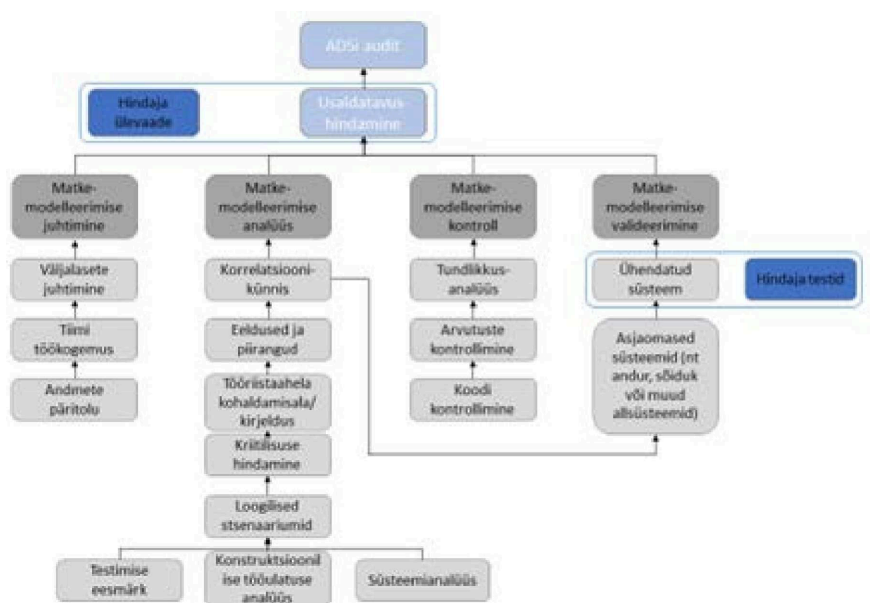 ADSi audit
Hindaja
ülevaade
Usaldatavus-
hindamine
Matke-
modelleerimise
juhtimine
Matke-
modelleerimise
analüüs
Matke-
modelleerimise
kontroll
Matke-
modelleerimise
valideerimine
Väljalasete
juhtimine
Korrelatsiooni-
künnis
Tundlikkus-
analüüs
Ühendatud
süsteem
Hindaja testid
Tiimi
töökogemus
Eeldused ja
piirangud
Arvutuste
kontrollimine
Asjaomased
süsteemid (nt
andur, sõiduk
või muud
allsüsteemid)
Andmete
päritolu
Tööriistaahela
kohaldamisala/
kirjeldus
Koodi
kontrollimine
Kriitilisuse
hindamine
Loogilised
stsenaariumid
Testimise
eesmärk
Konstruktsioonil
ise tööulatuse
analüüs
Süsteemianalüüs